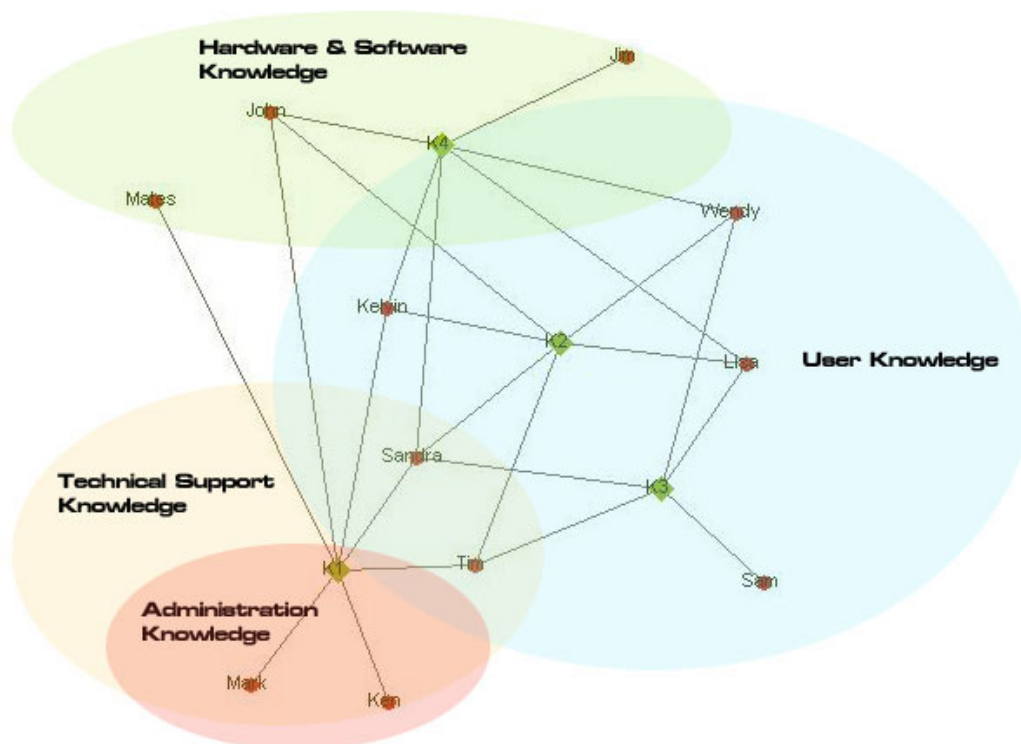 Hardware & Software
Knowledge
Jim
John
K4
Mates
Wendy
Kelvin
K2
Lisa
User Knowledge
Sandra
Technical Support
Knowledge
K3
K1
Tim
Sam
Administration
Knowledge
Mark
Ken